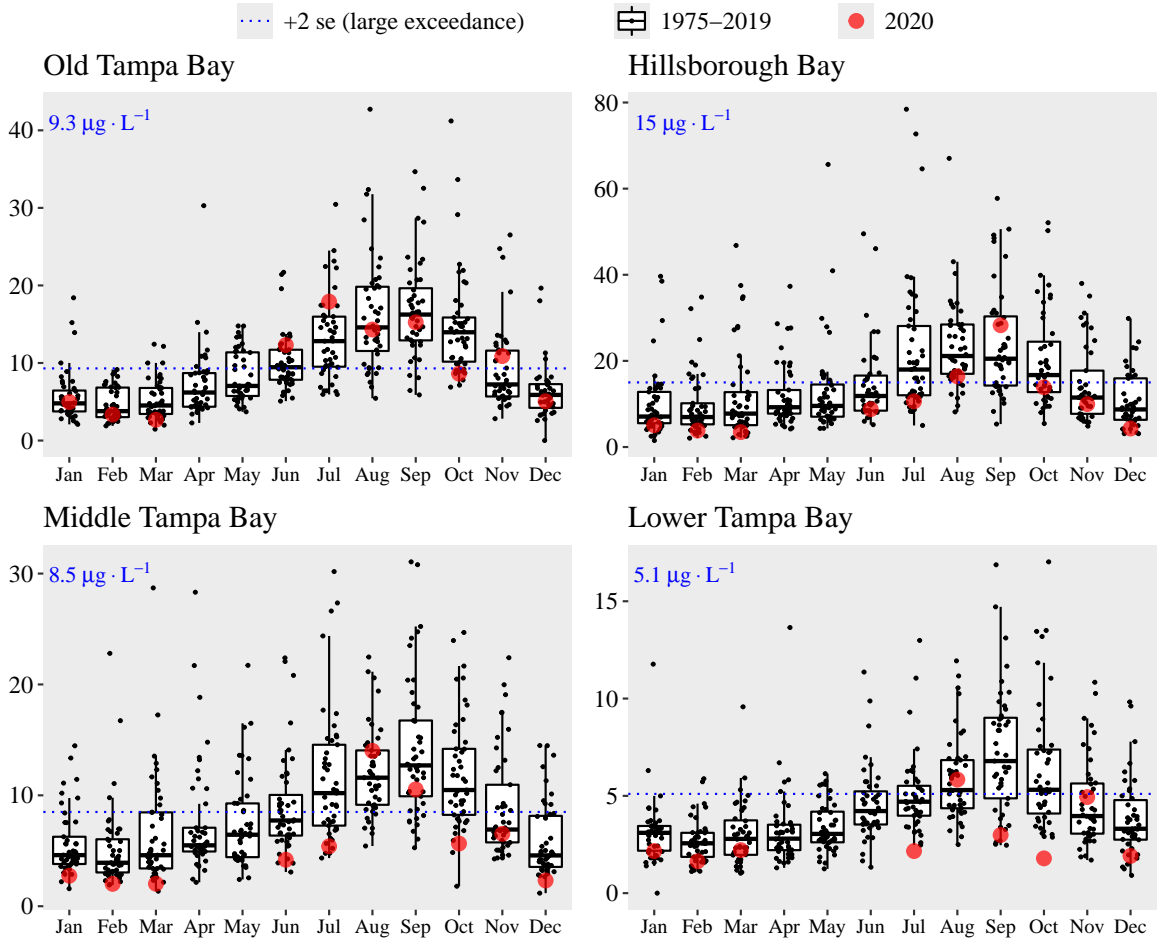 +2 se (large exceedance) 1975−2019 2020
Old Tampa Bay
9.3 μg ⋅ L−1
40
30
20
10
0
Jan Feb Mar Apr May Jun Jul Aug Sep Oct Nov Dec
Hillsborough Bay
15 μg ⋅ L−1
80
60
40
20
0
Jan Feb Mar Apr May Jun Jul Aug Sep Oct Nov Dec
Middle Tampa Bay
8.5 μg ⋅ L−1
30
20
10
0
Jan Feb Mar Apr May Jun Jul Aug Sep Oct Nov Dec
Lower Tampa Bay
5.1 μg ⋅ L−1
15
10
5
0
Jan Feb Mar Apr May Jun Jul Aug Sep Oct Nov Dec